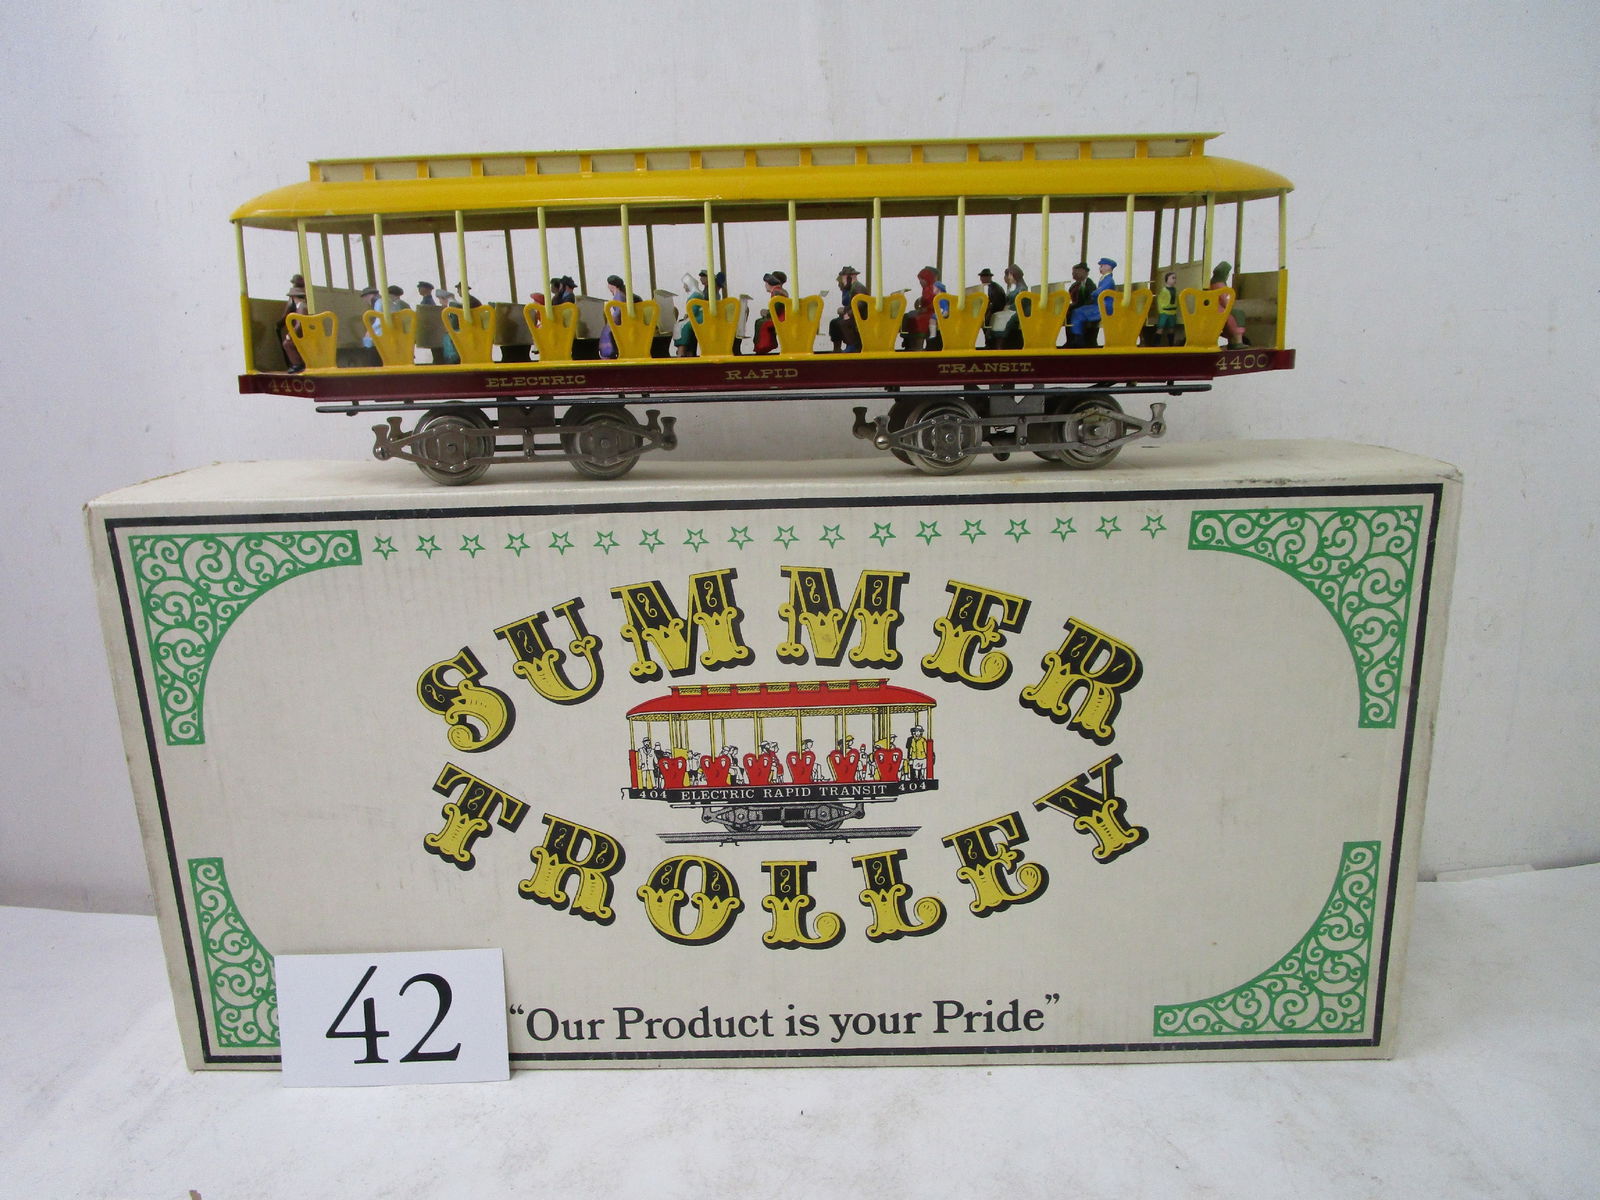 4400 ELECTRIC RAPID TRANSIT. 4400
SUMMER
404 ELECTRIC RAPID TRANSIT 404
TROLLEY
42
"Our Product is your Pride"